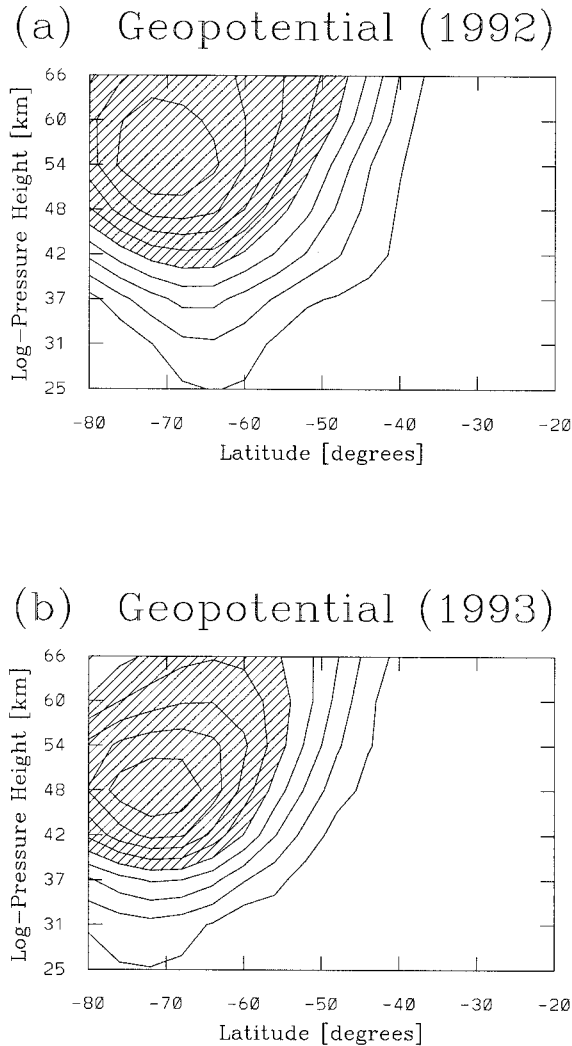 (a) Geopotential (1992)
Log-Pressure Height [km]
66
60
54
48
42
37
31
25
-80 -70 -60 -50 -40 -30 -20
Latitude [degrees]
(b) Geopotential (1993)
Log-Pressure Height [km]
66
60
54
48
42
37
31
25
-80 -70 -60 -50 -40 -30 -20
Latitude [degrees]